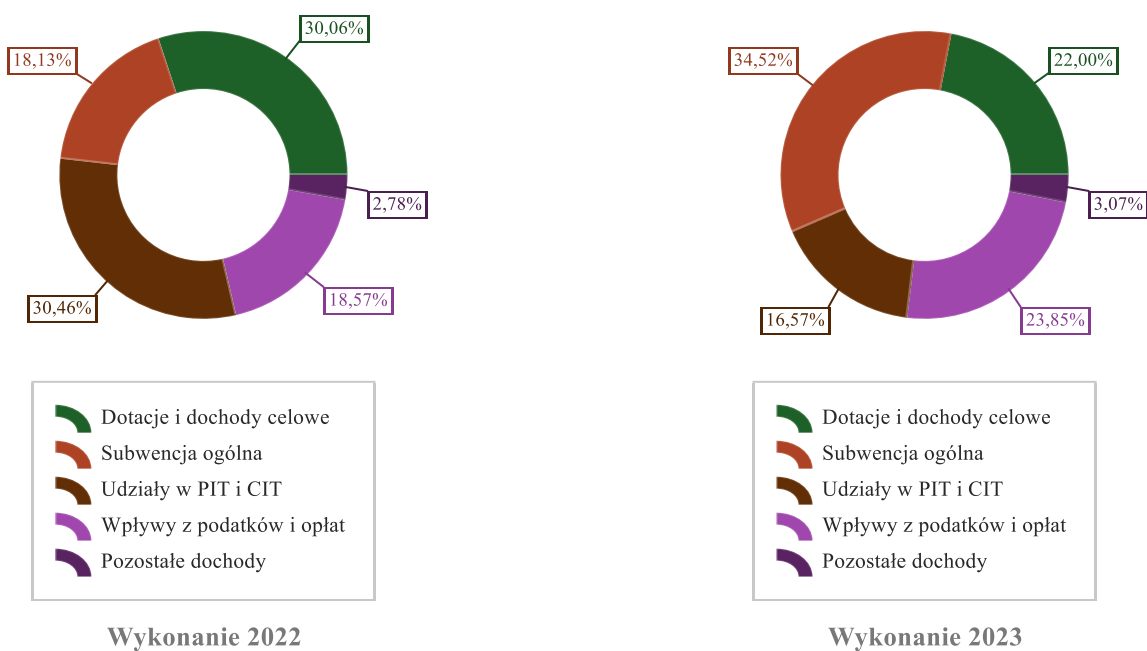 30,06%
18,13%
2,78%
18,57%
30,46%
Dotacje i dochody celowe
Subwencja ogólna
Udziały w PIT i CIT
Wpływy z podatków i opłat
Pozostałe dochody
Wykonanie 2022
34,52%
22,00%
3,07%
16,57%
23,85%
Dotacje i dochody celowe
Subwencja ogólna
Udziały w PIT i CIT
Wpływy z podatków i opłat
Pozostałe dochody
Wykonanie 2023